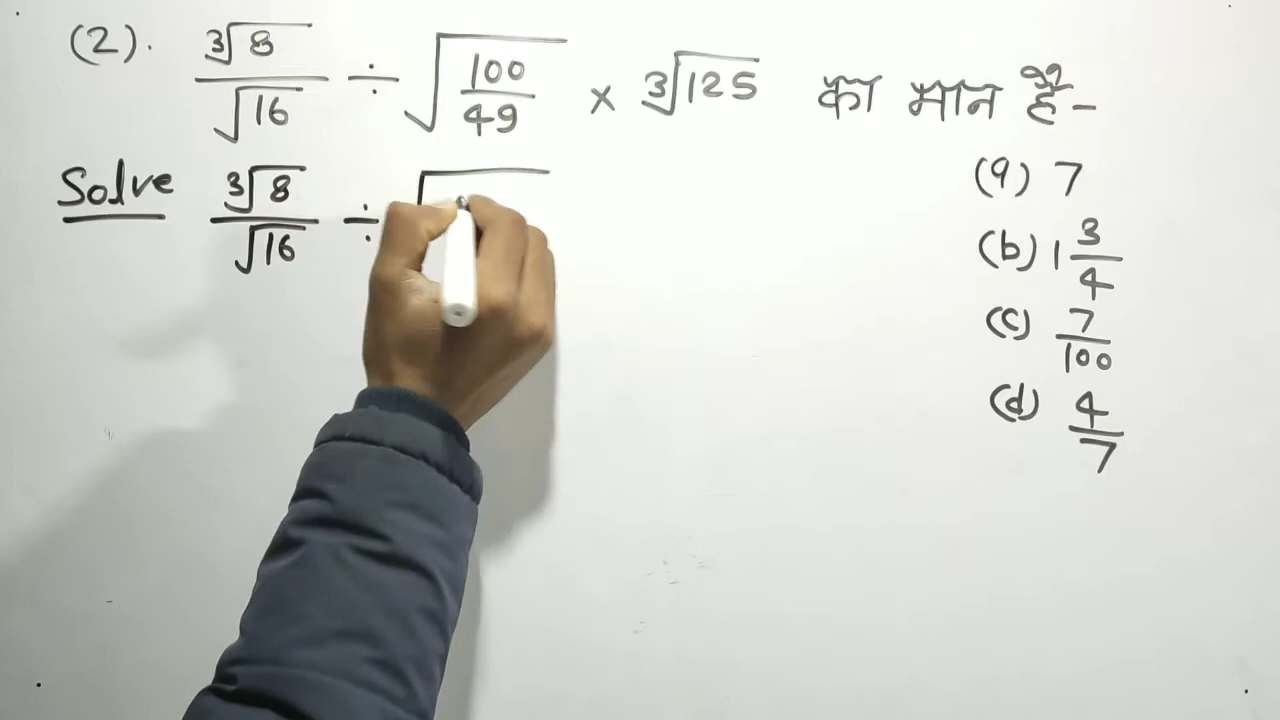 (2). ∛8/√16 ÷ √(100/49) × ∛125 का मान है-
(a) 7
Solve ∛8/√16 ÷ √
(b) 1 3/4
(c) 7/100
(d) 4/7